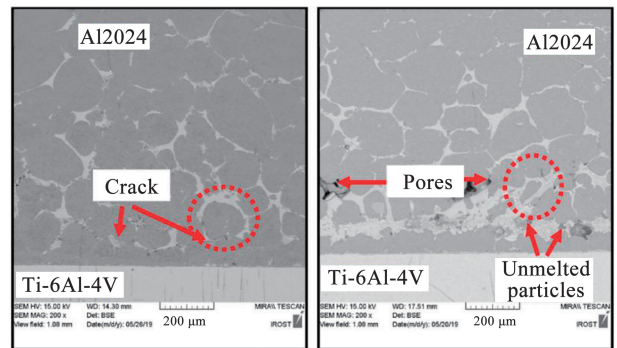 Al2024
Crack
Ti-6Al-4V
SEM HV: 15.00 kV WD: 14.30 mm
SEM MAG: 200 x Det: BSE
View field: 1.08 mm Date(m/d/y): 05/28/19
200 μm
MIRA\\ TESCAN
IROST
Al2024
Pores
Ti-6Al-4V
Unmelted
particles
SEM HV: 15.00 kV WD: 17.51 mm
SEM MAG: 200 x Det: BSE
View field: 1.08 mm Date(m/d/y): 05/20/19
200 μm
MIRA\\ TESCAN
IROST